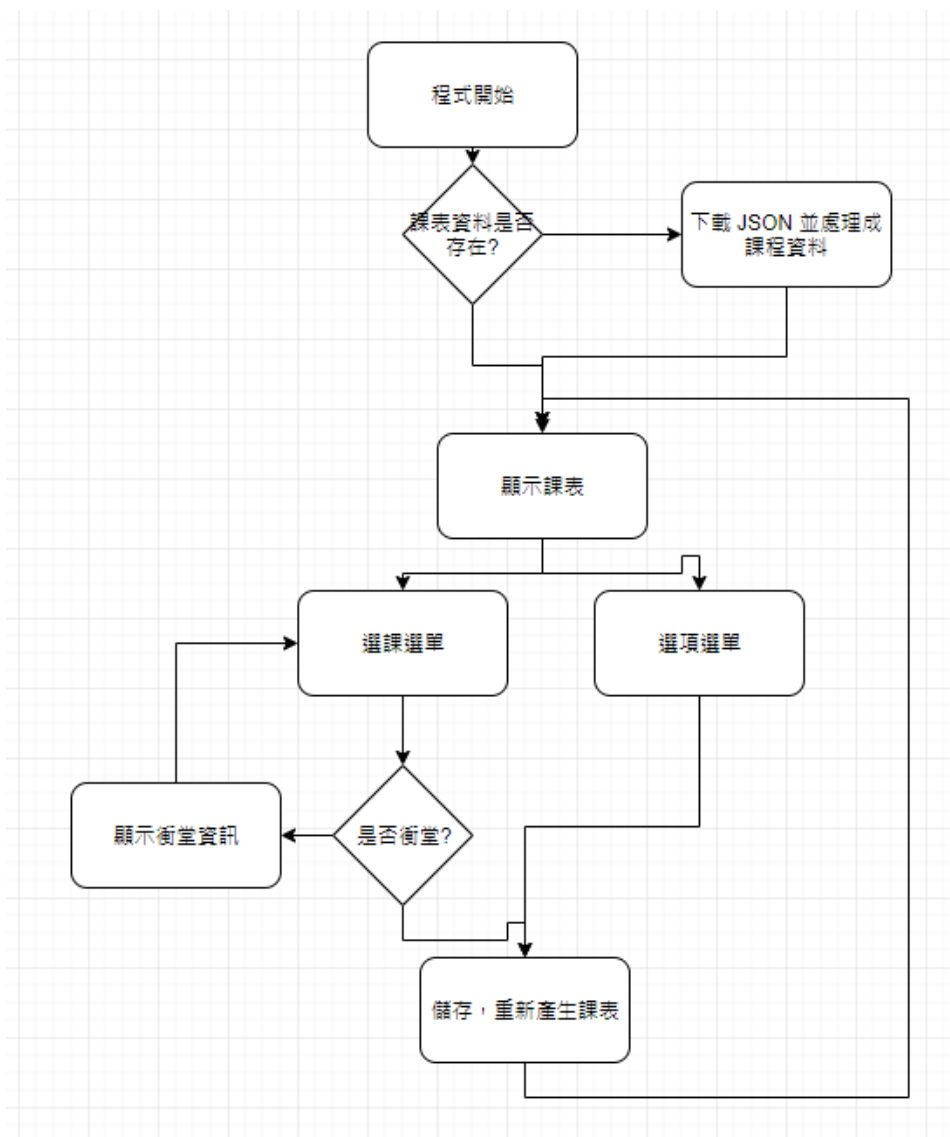 程式開始
課表資料是否
存在?
下載 JSON 並處理成
課程資料
顯示課表
選課選單
選項選單
顯示衝堂資訊
是否衝堂?
儲存，重新產生課表